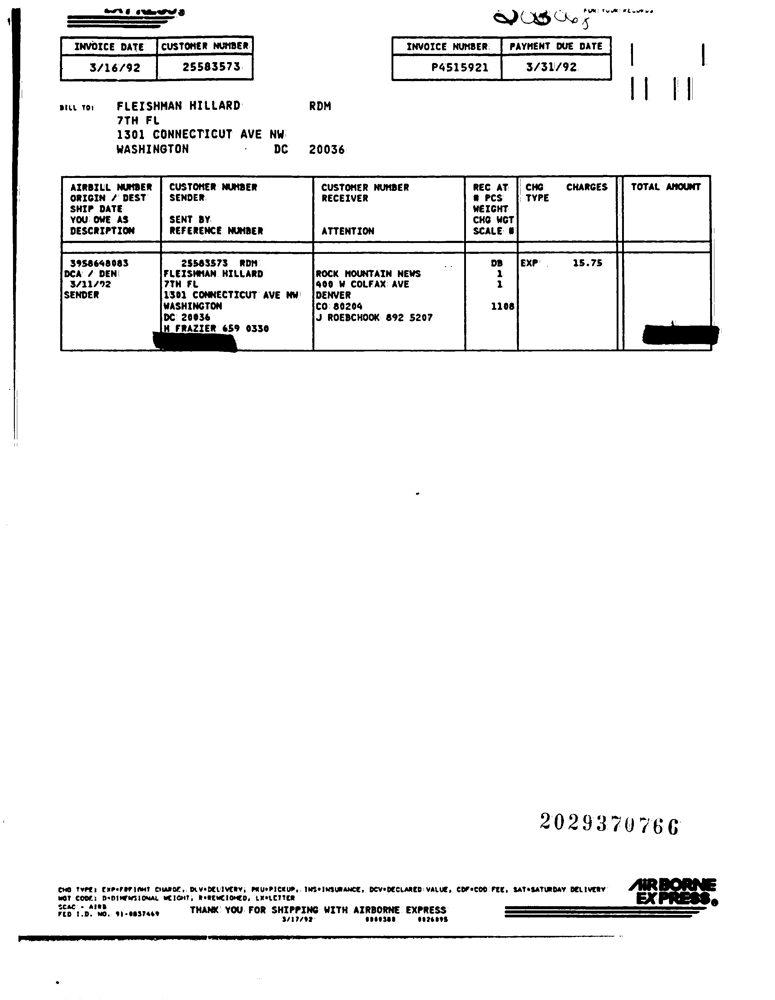 FOR YOUR RECORDS
INVOICE DATE CUSTOMER NUMBER INVOICE NUMBER PAYMENT DUE DATE
3/16/92 25583573 P4515921 3/31/92
BILL TO: FLEISHMAN HILLARD RDM
7TH FL
1301 CONNECTICUT AVE NW
WASHINGTON DC 20036
AIRBILL NUMBER CUSTOMER NUMBER CUSTOMER NUMBER REC AT CHG CHARGES TOTAL AMOUNT
ORIGIN / DEST SENDER RECEIVER # PCS TYPE
SHIP DATE WEIGHT
YOU OWE AS SENT BY CHG WGT
DESCRIPTION REFERENCE NUMBER ATTENTION SCALE #
3958648083 25583573 RDM DB EXP 15.75
DCA / DEN FLEISHMAN HILLARD ROCK MOUNTAIN NEWS 1
3/11/92 7TH FL 400 W COLFAX AVE 1
SENDER 1301 CONNECTICUT AVE NW DENVER
WASHINGTON CO 80204 1108
DC 20036 J ROEBCHOOK 892 5207
M FRAZIER 659 0330
2029370766
CHG TYPE: EXP=FREIGHT CHARGE, DLV=DELIVERY, PKU=PICKUP, INS=INSURANCE, DCV=DECLARED VALUE, CDF=COD FEE, SAT=SATURDAY DELIVERY
WGT CODE: D=DIMENSIONAL WEIGHT, R=REWEIGHED, LX=LETTER
SCAC - AIRB
FED I.D. NO. 91-0837469 THANK YOU FOR SHIPPING WITH AIRBORNE EXPRESS
3/17/92
AIRBORNE
EXPRESS